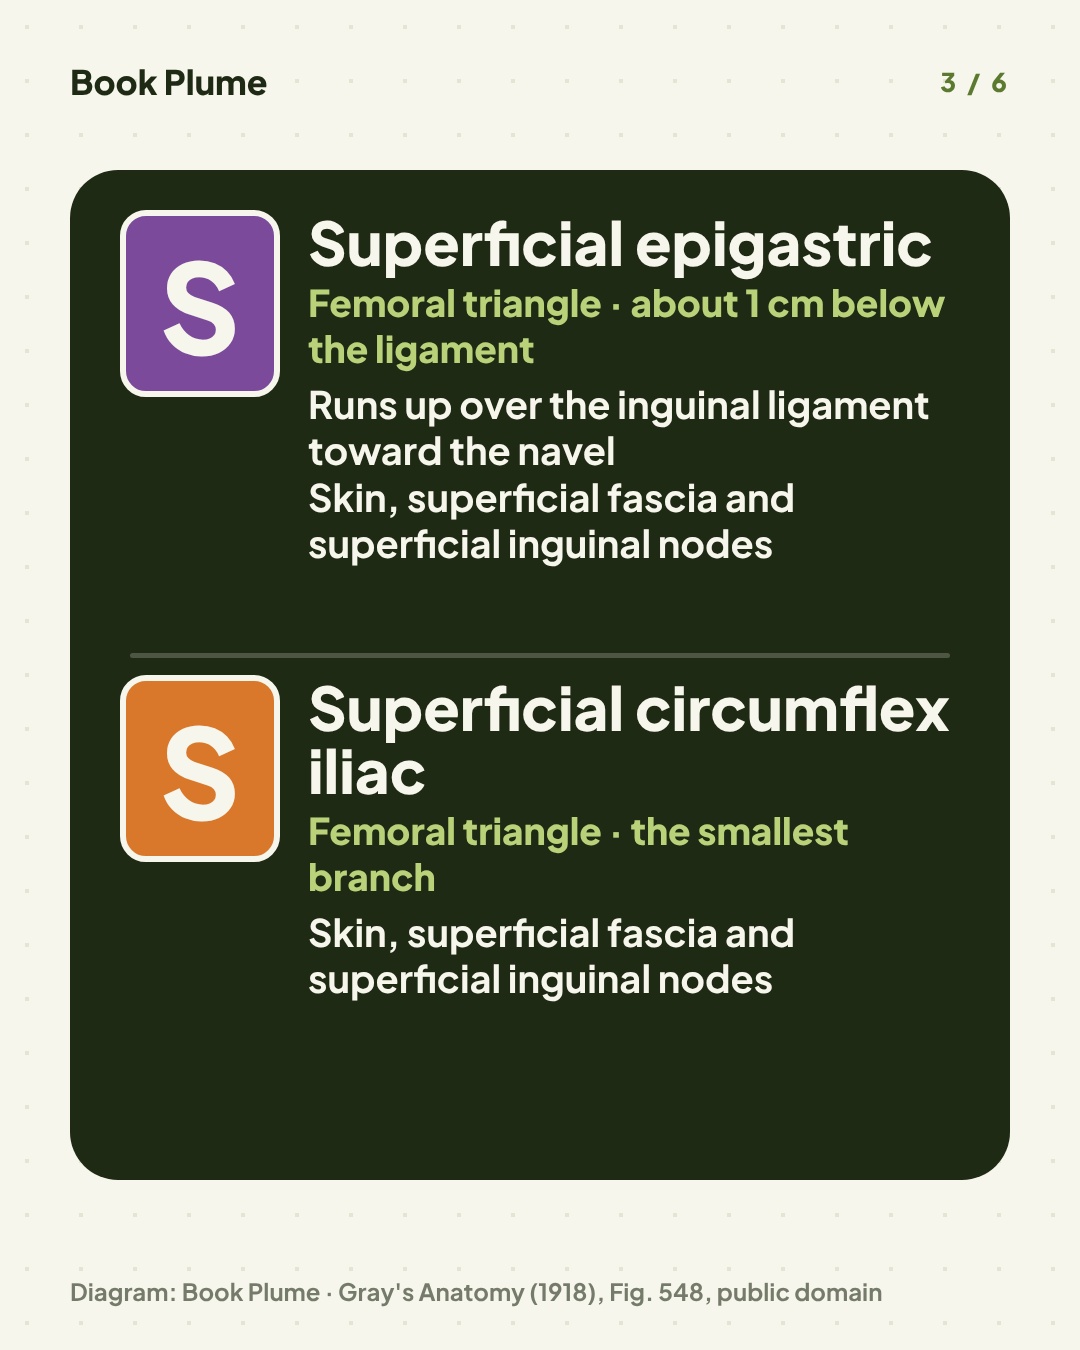 Book Plume
3 / 6
S
Superficial epigastric
Femoral triangle · about 1 cm below
the ligament
Runs up over the inguinal ligament
toward the navel
Skin, superficial fascia and
superficial inguinal nodes
S
Superficial circumflex
iliac
Femoral triangle · the smallest
branch
Skin, superficial fascia and
superficial inguinal nodes
Diagram: Book Plume · Gray's Anatomy (1918), Fig. 548, public domain